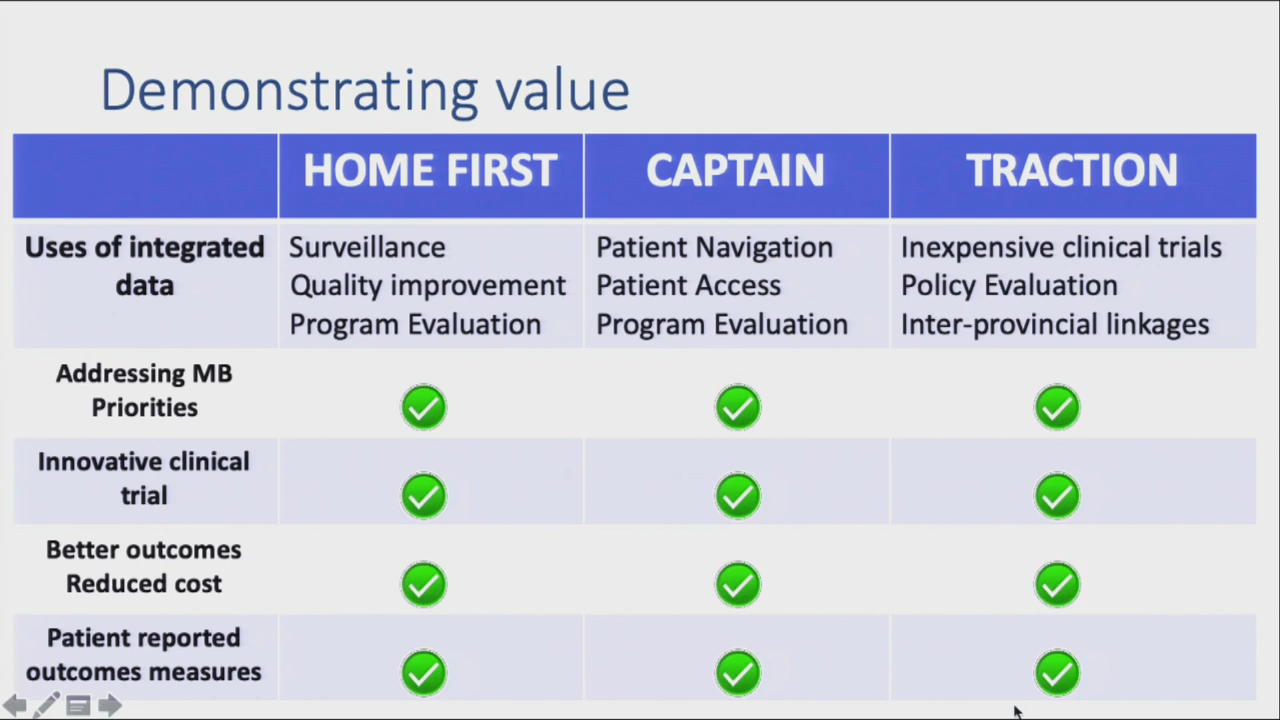 Demonstrating value
HOME FIRST
CAPTAIN
TRACTION
Uses of integrated
data
Surveillance
Quality improvement
Program Evaluation
Patient Navigation
Patient Access
Program Evaluation
Inexpensive clinical trials
Policy Evaluation
Inter-provincial linkages
Addressing MB
Priorities
Innovative clinical
trial
Better outcomes
Reduced cost
Patient reported
outcomes measures